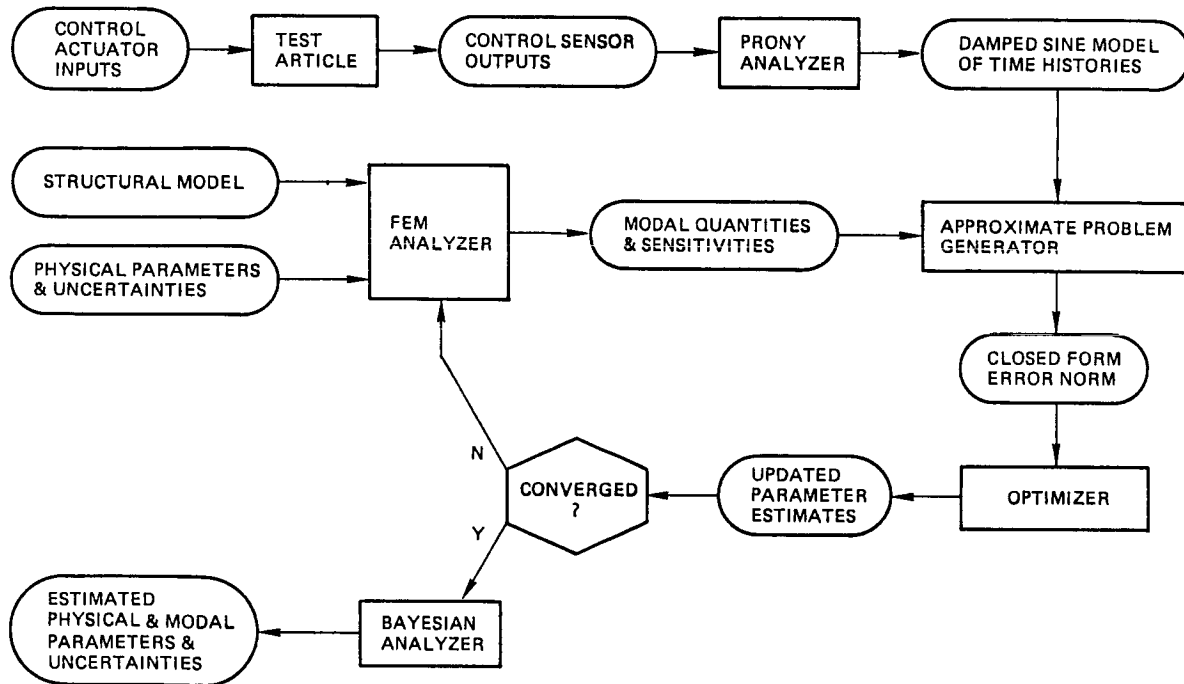 CONTROL
ACTUATOR
INPUTS
TEST
ARTICLE
CONTROL SENSOR
OUTPUTS
PRONY
ANALYZER
DAMPED SINE MODEL
OF TIME HISTORIES
STRUCTURAL MODEL
PHYSICAL PARAMETERS
& UNCERTAINTIES
FEM
ANALYZER
MODAL QUANTITIES
& SENSITIVITIES
APPROXIMATE PROBLEM
GENERATOR
CLOSED FORM
ERROR NORM
OPTIMIZER
UPDATED
PARAMETER
ESTIMATES
CONVERGED
?
N
Y
BAYESIAN
ANALYZER
ESTIMATED
PHYSICAL & MODAL
PARAMETERS &
UNCERTAINTIES